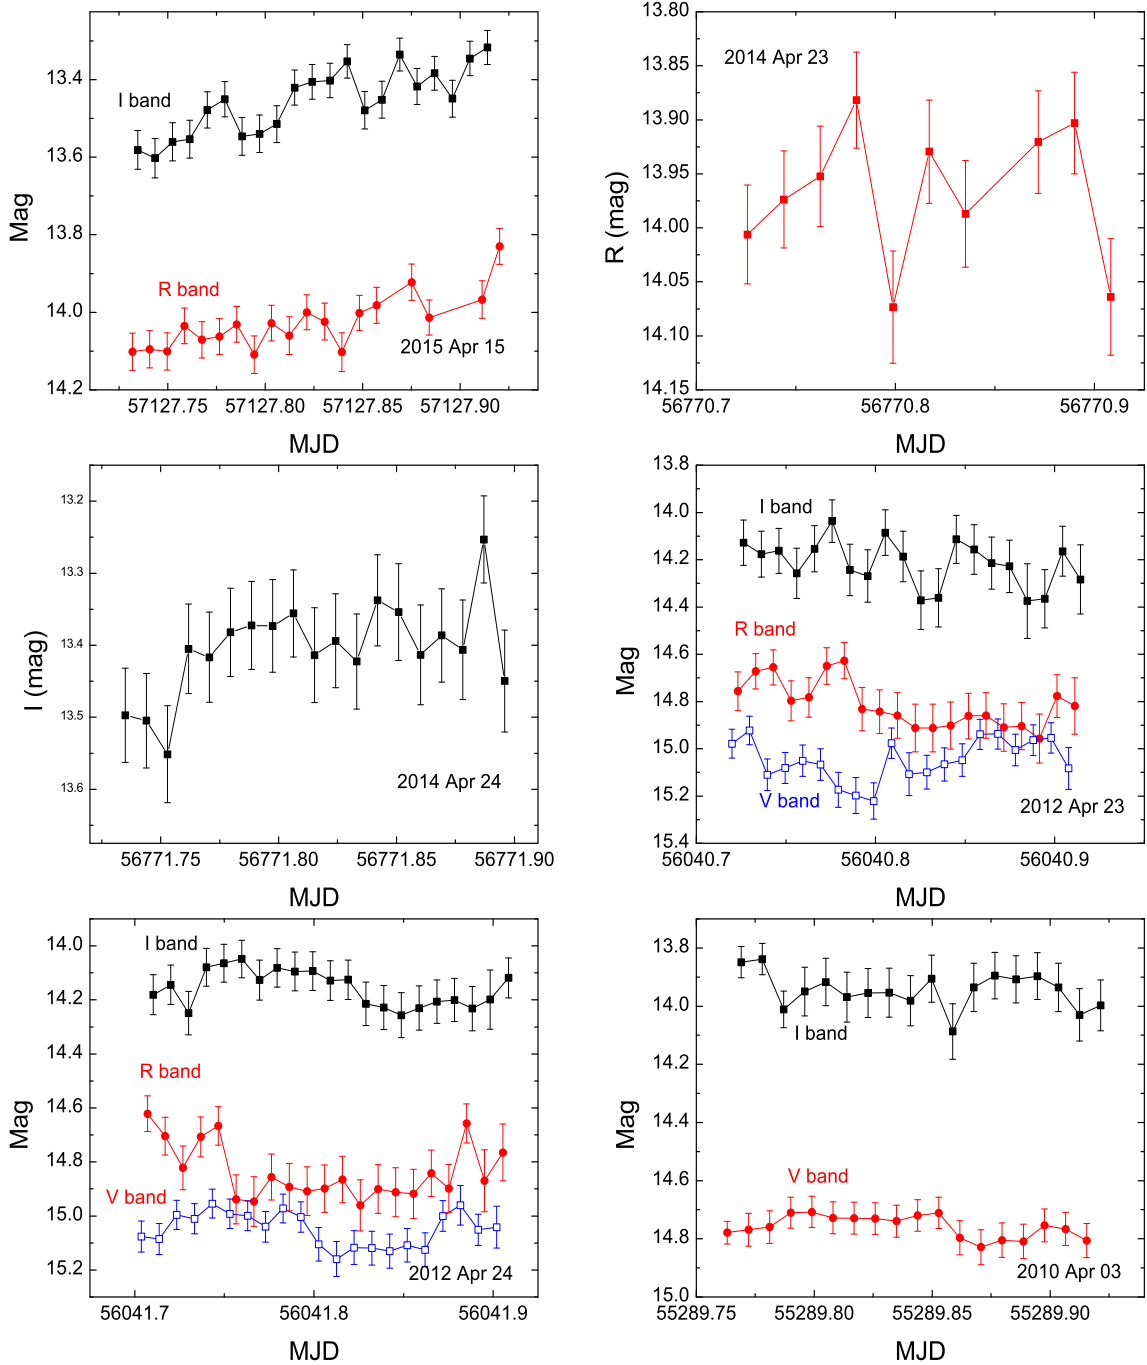 13.4
13.6
13.8
14.0
14.2
Mag
I band
R band
2015 Apr 15
57127.75 57127.80 57127.85 57127.90
MJD
13.80
13.85
13.90
13.95
14.00
14.05
14.10
14.15
R (mag)
2014 Apr 23
56770.7 56770.8 56770.9
MJD
13.2
13.3
13.4
13.5
13.6
I (mag)
2014 Apr 24
56771.75 56771.80 56771.85 56771.90
MJD
13.8
14.0
14.2
14.4
14.6
14.8
15.0
15.2
15.4
Mag
I band
R band
V band
2012 Apr 23
56040.7 56040.8 56040.9
MJD
14.0
14.2
14.4
14.6
14.8
15.0
15.2
Mag
I band
R band
V band
2012 Apr 24
56041.7 56041.8 56041.9
MJD
13.8
14.0
14.2
14.4
14.6
14.8
15.0
Mag
I band
V band
2010 Apr 03
55289.75 55289.80 55289.85 55289.90
MJD